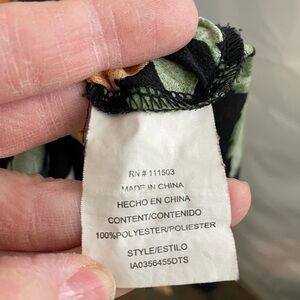 RN # 111503
MADE IN CHINA
HECHO EN CHINA
CONTENT/CONTENIDO
100%POLYESTER/POLIESTER
STYLE/ESTILO
IA0356455DTS